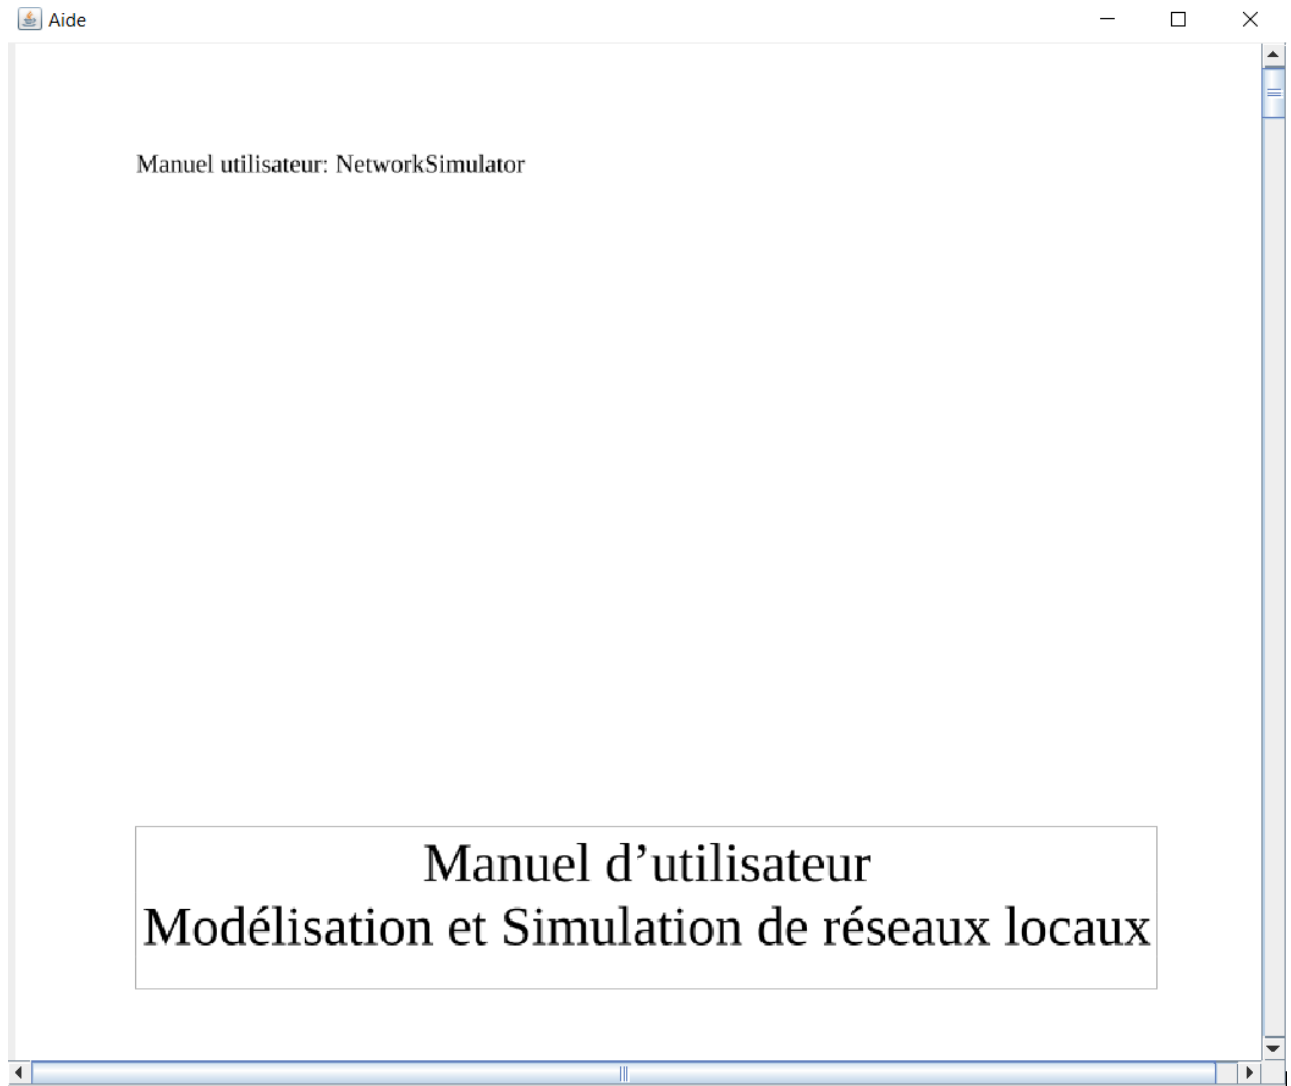 Aide
Manuel utilisateur: NetworkSimulator
Manuel d’utilisateur
Modélisation et Simulation de réseaux locaux